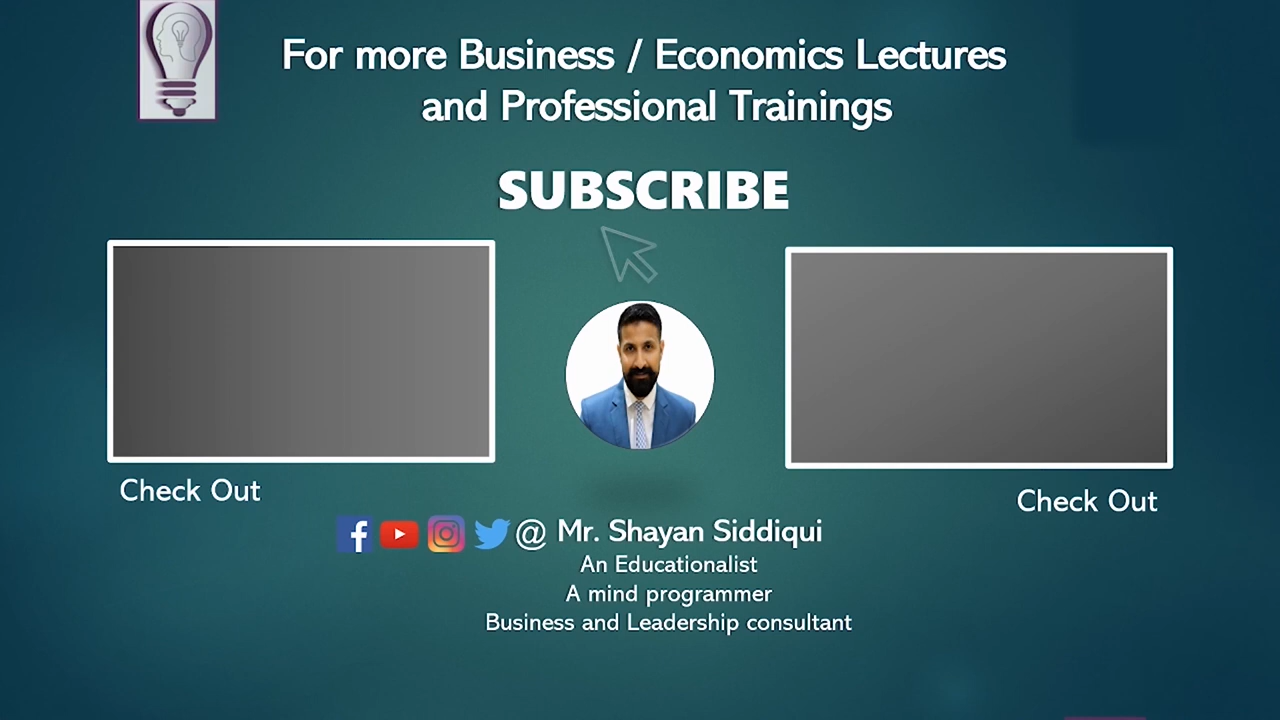 For more Business / Economics Lectures
and Professional Trainings
SUBSCRIBE
Check Out
Check Out
@ Mr. Shayan Siddiqui
An Educationalist
A mind programmer
Business and Leadership consultant